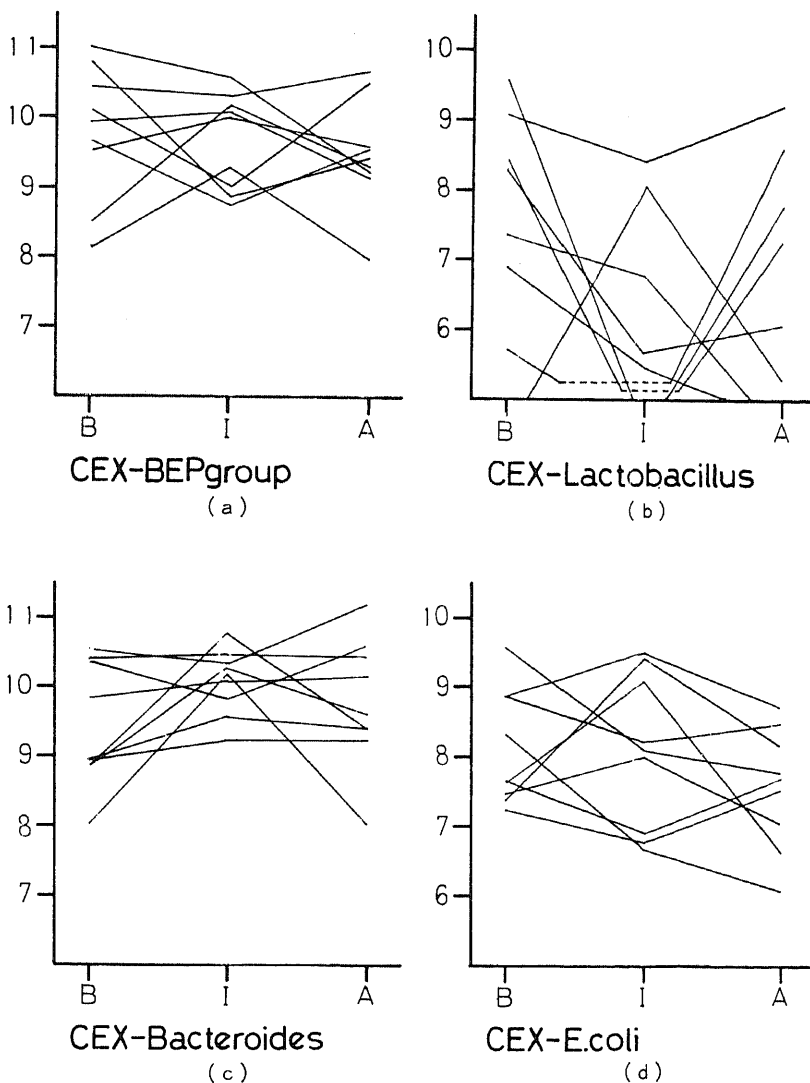 11
10
9
8
7
B I A
CEX-BEPgroup
(a)
10
9
8
7
6
B I A
CEX-Lactobacillus
(b)
11
10
9
8
7
B I A
CEX-Bacteroides
(c)
10
9
8
7
6
B I A
CEX-E.coli
(d)